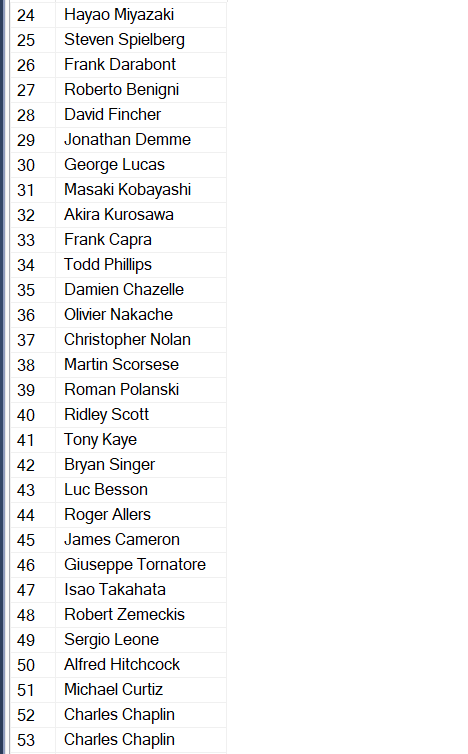 24 Hayao Miyazaki
25 Steven Spielberg
26 Frank Darabont
27 Roberto Benigni
28 David Fincher
29 Jonathan Demme
30 George Lucas
31 Masaki Kobayashi
32 Akira Kurosawa
33 Frank Capra
34 Todd Phillips
35 Damien Chazelle
36 Olivier Nakache
37 Christopher Nolan
38 Martin Scorsese
39 Roman Polanski
40 Ridley Scott
41 Tony Kaye
42 Bryan Singer
43 Luc Besson
44 Roger Allers
45 James Cameron
46 Giuseppe Tornatore
47 Isao Takahata
48 Robert Zemeckis
49 Sergio Leone
50 Alfred Hitchcock
51 Michael Curtiz
52 Charles Chaplin
53 Charles Chaplin